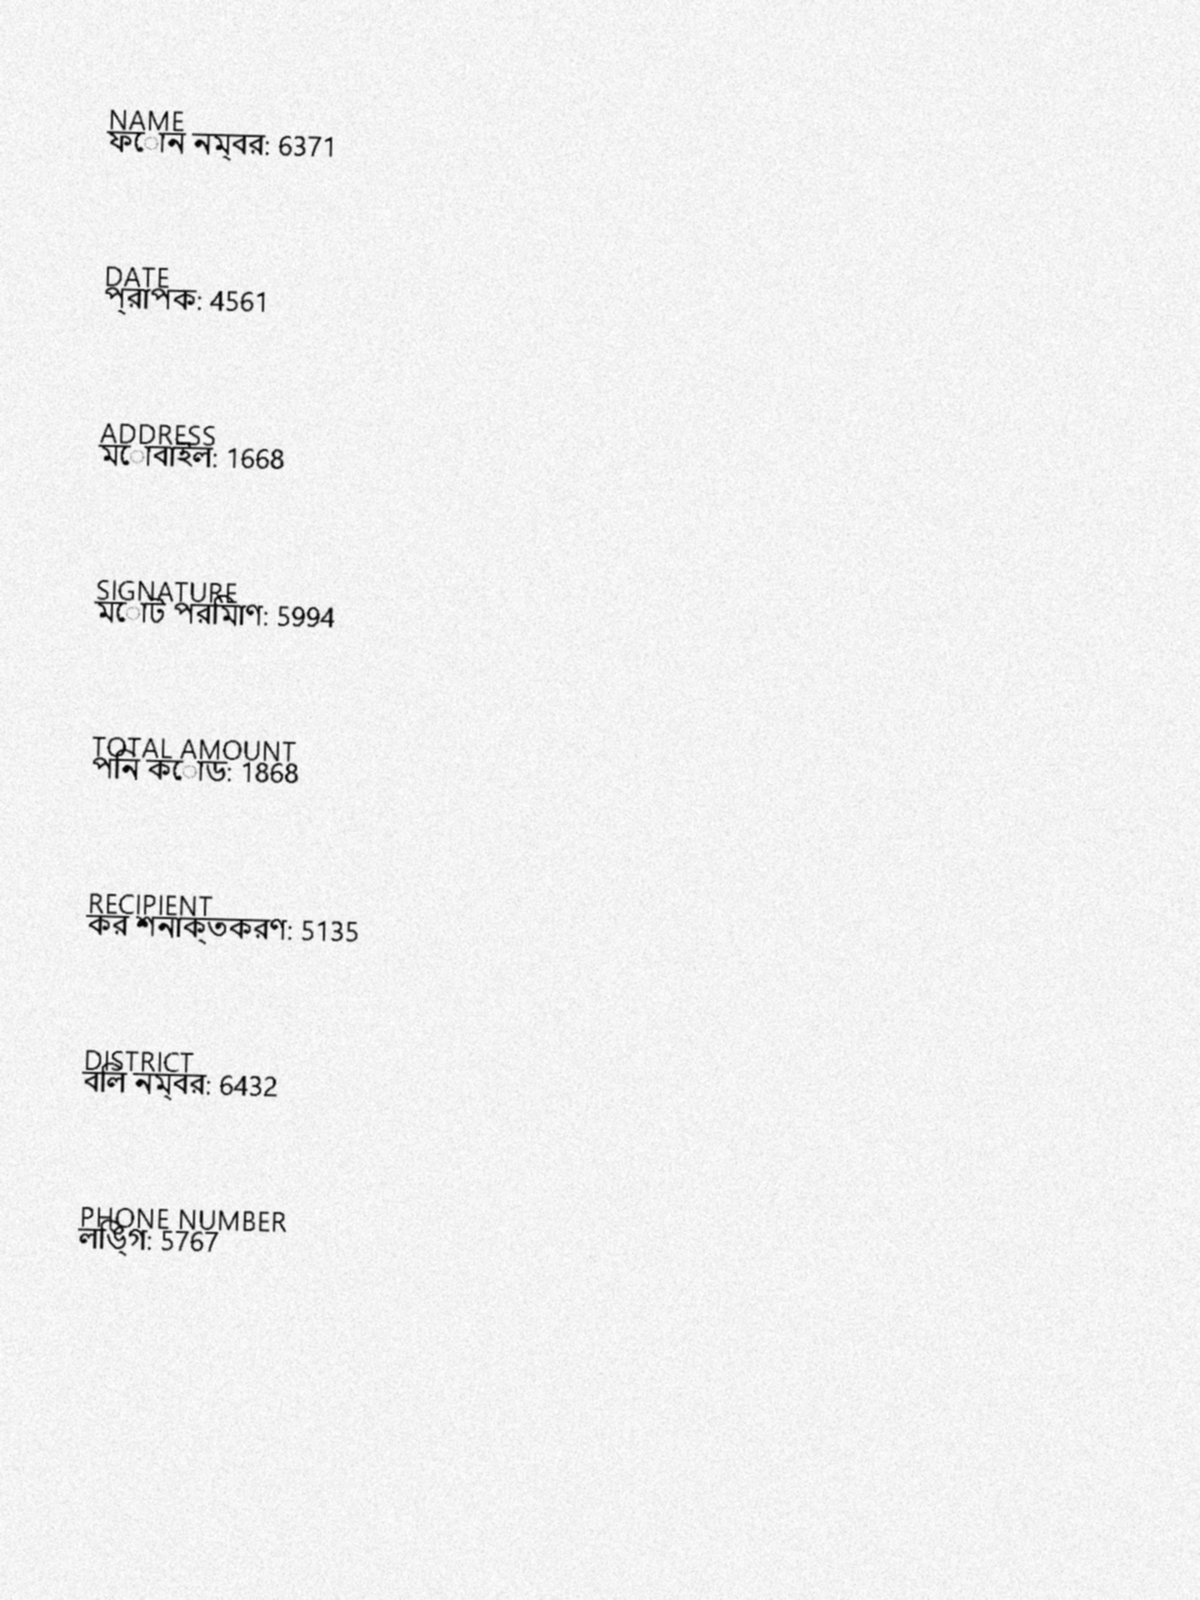 NAME
ফোন নম্বর: 6371
DATE
প্রাপক: 4561
ADDRESS
মোবাইল: 1668
SIGNATURE
মোট পরিমাণ: 5994
TOTAL AMOUNT
পিন কোড: 1868
RECIPIENT
কর শনাক্তকরণ: 5135
DISTRICT
বিল নম্বর: 6432
PHONE NUMBER
লিঙ্গ: 5767